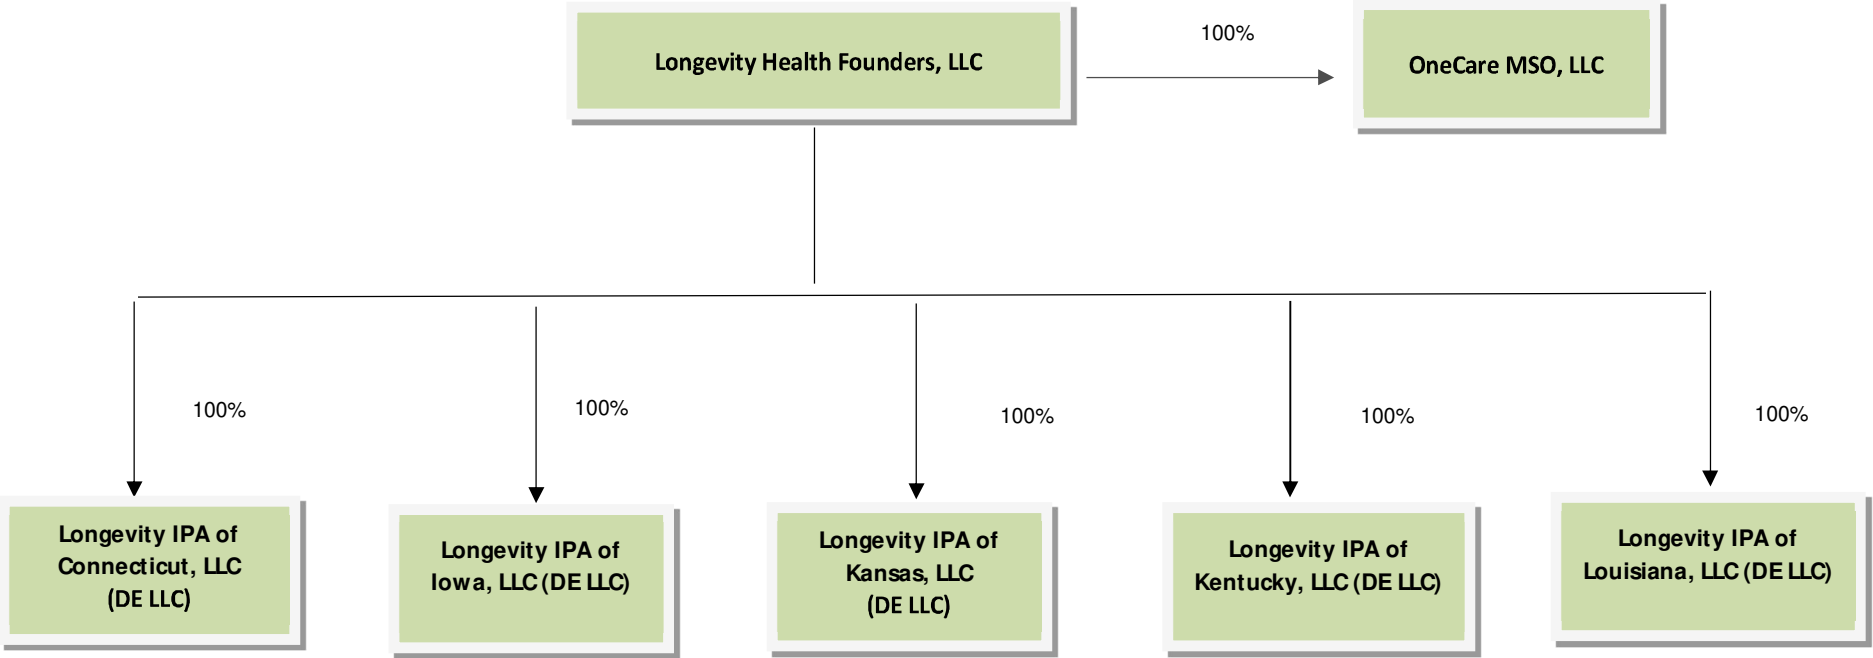 Longevity Health Founders, LLC
100%
OneCare MSO, LLC
100%
100%
100%
100%
100%
Longevity IPA of
Connecticut, LLC
(DE LLC)
Longevity IPA of
Iowa, LLC (DE LLC)
Longevity IPA of
Kansas, LLC
(DE LLC)
Longevity IPA of
Kentucky, LLC (DE LLC)
Longevity IPA of
Louisiana, LLC (DE LLC)